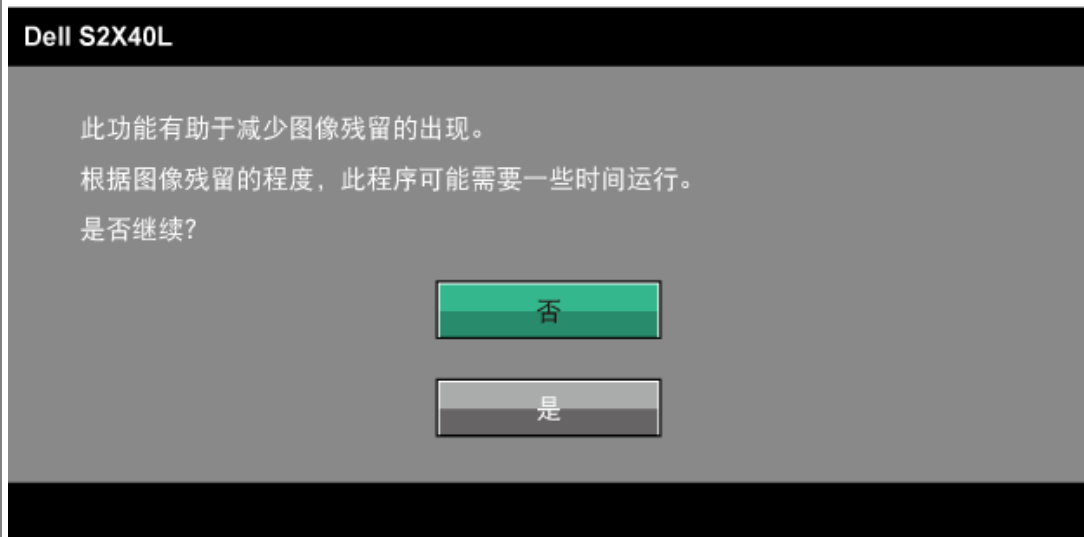 Dell S2X40L
此功能有助于减少图像残留的出现。
根据图像残留的程度，此程序可能需要一些时间运行。
是否继续?
否
是